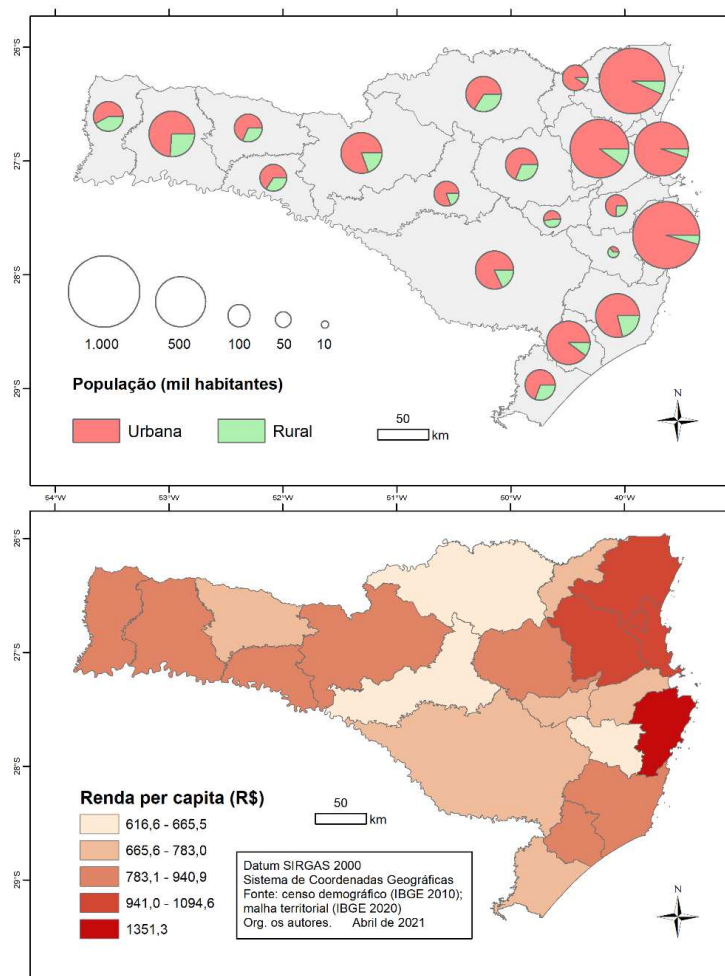 26°S
27°S
28°S
29°S
1.000
500
100
50
10
População (mil habitantes)
Urbana
Rural
50
km
N
54°W
53°W
52°W
51°W
50°W
49°W
26°S
27°S
28°S
29°S
Renda per capita (R$)
616,6 - 665,5
665,6 - 783,0
783,1 - 940,9
941,0 - 1094,6
1351,3
50
km
Datum SIRGAS 2000
Sistema de Coordenadas Geográficas
Fonte: censo demográfico (IBGE 2010);
malha territorial (IBGE 2020)
Org. os autores. Abril de 2021
N